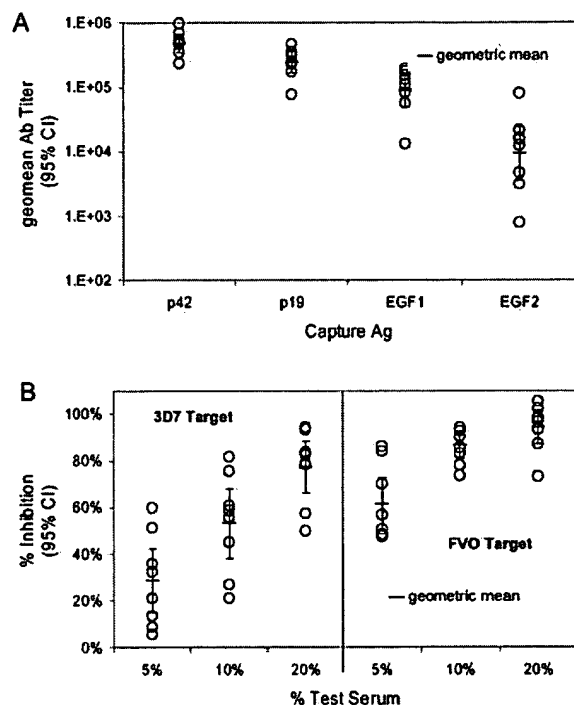 A
geomean Ab Titer
(95% CI)
1.E+06
1.E+05
1.E+04
1.E+03
1.E+02
geometric mean
p42
p19
EGF1
EGF2
Capture Ag
B
% Inhibition
(95% CI)
100%
80%
60%
40%
20%
0%
3D7 Target
FVO Target
geometric mean
5%
10%
20%
5%
10%
20%
% Test Serum